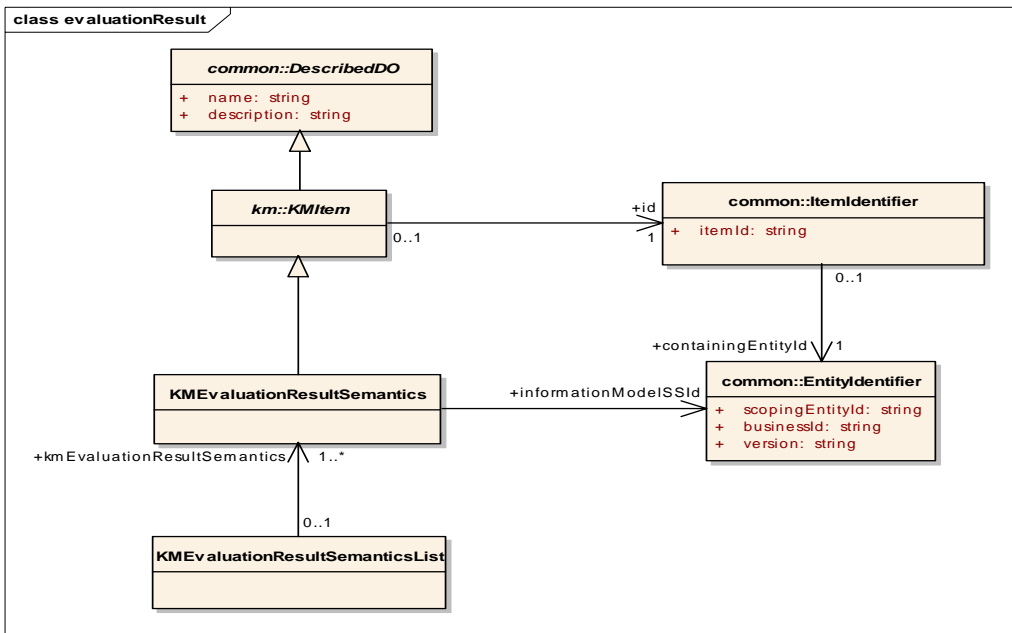 class evaluationResult
common::DescribedDO
+ name: string
+ description: string
km::KMItem
+id
0..1
1
common::ItemIdentifier
+ itemId: string
0..1
+containingEntityId
1
KMEvaluationResultSemantics
+informationModelSSId
common::EntityIdentifier
+ scopingEntityId: string
+ businessId: string
+ version: string
+kmEvaluationResultSemantics
1..*
0..1
KMEvaluationResultSemanticsList